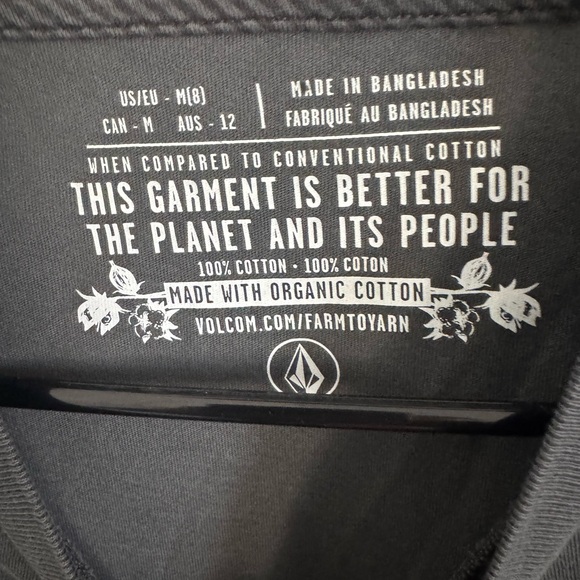 US/EU - M(8)
CAN - M AUS - 12
MADE IN BANGLADESH
FABRIQUÉ AU BANGLADESH
WHEN COMPARED TO CONVENTIONAL COTTON
THIS GARMENT IS BETTER FOR
THE PLANET AND ITS PEOPLE
100% COTTON • 100% COTON
MADE WITH ORGANIC COTTON
VOLCOM.COM/FARMTOYARN